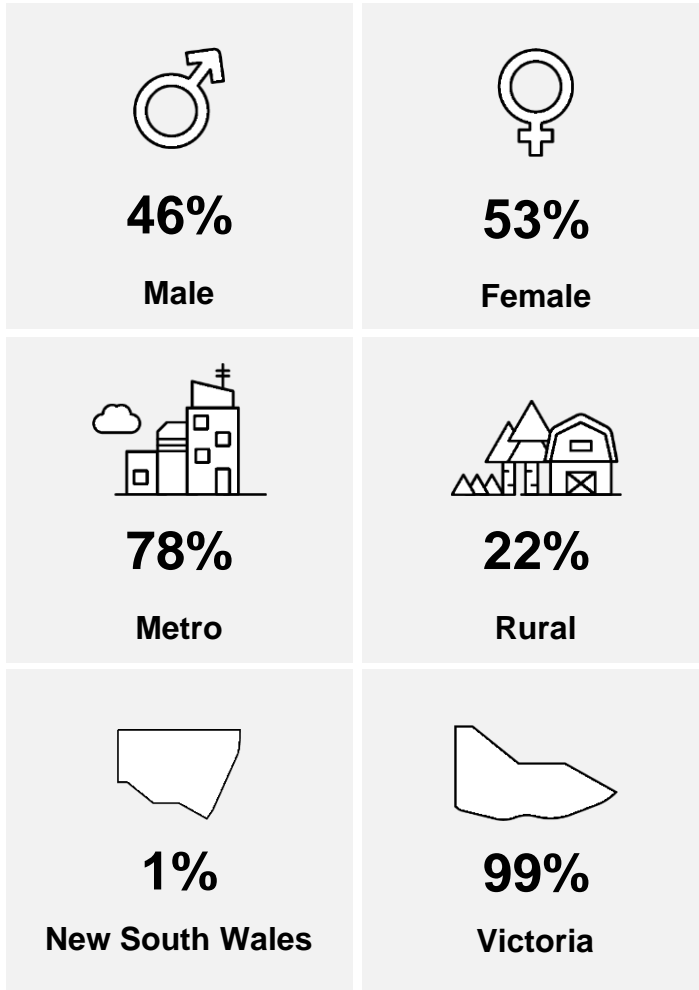 46%
Male
53%
Female
78%
Metro
22%
Rural
1%
New South Wales
99%
Victoria